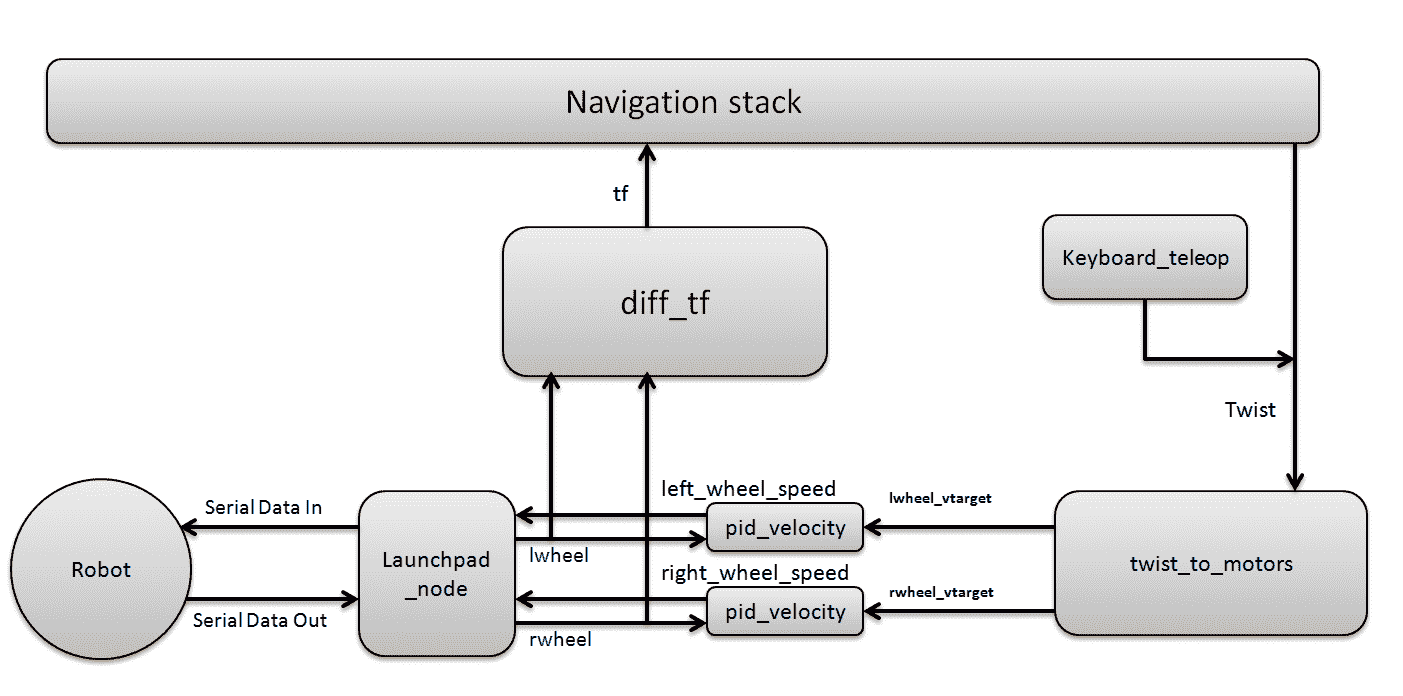 Navigation stack
tf
Keyboard_teleop
diff_tf
Twist
left_wheel_speed
lwheel_vtarget
Serial Data In
pid_velocity
Launchpad
_node
lwheel
twist_to_motors
Robot
right_wheel_speed
rwheel_vtarget
pid_velocity
Serial Data Out
rwheel